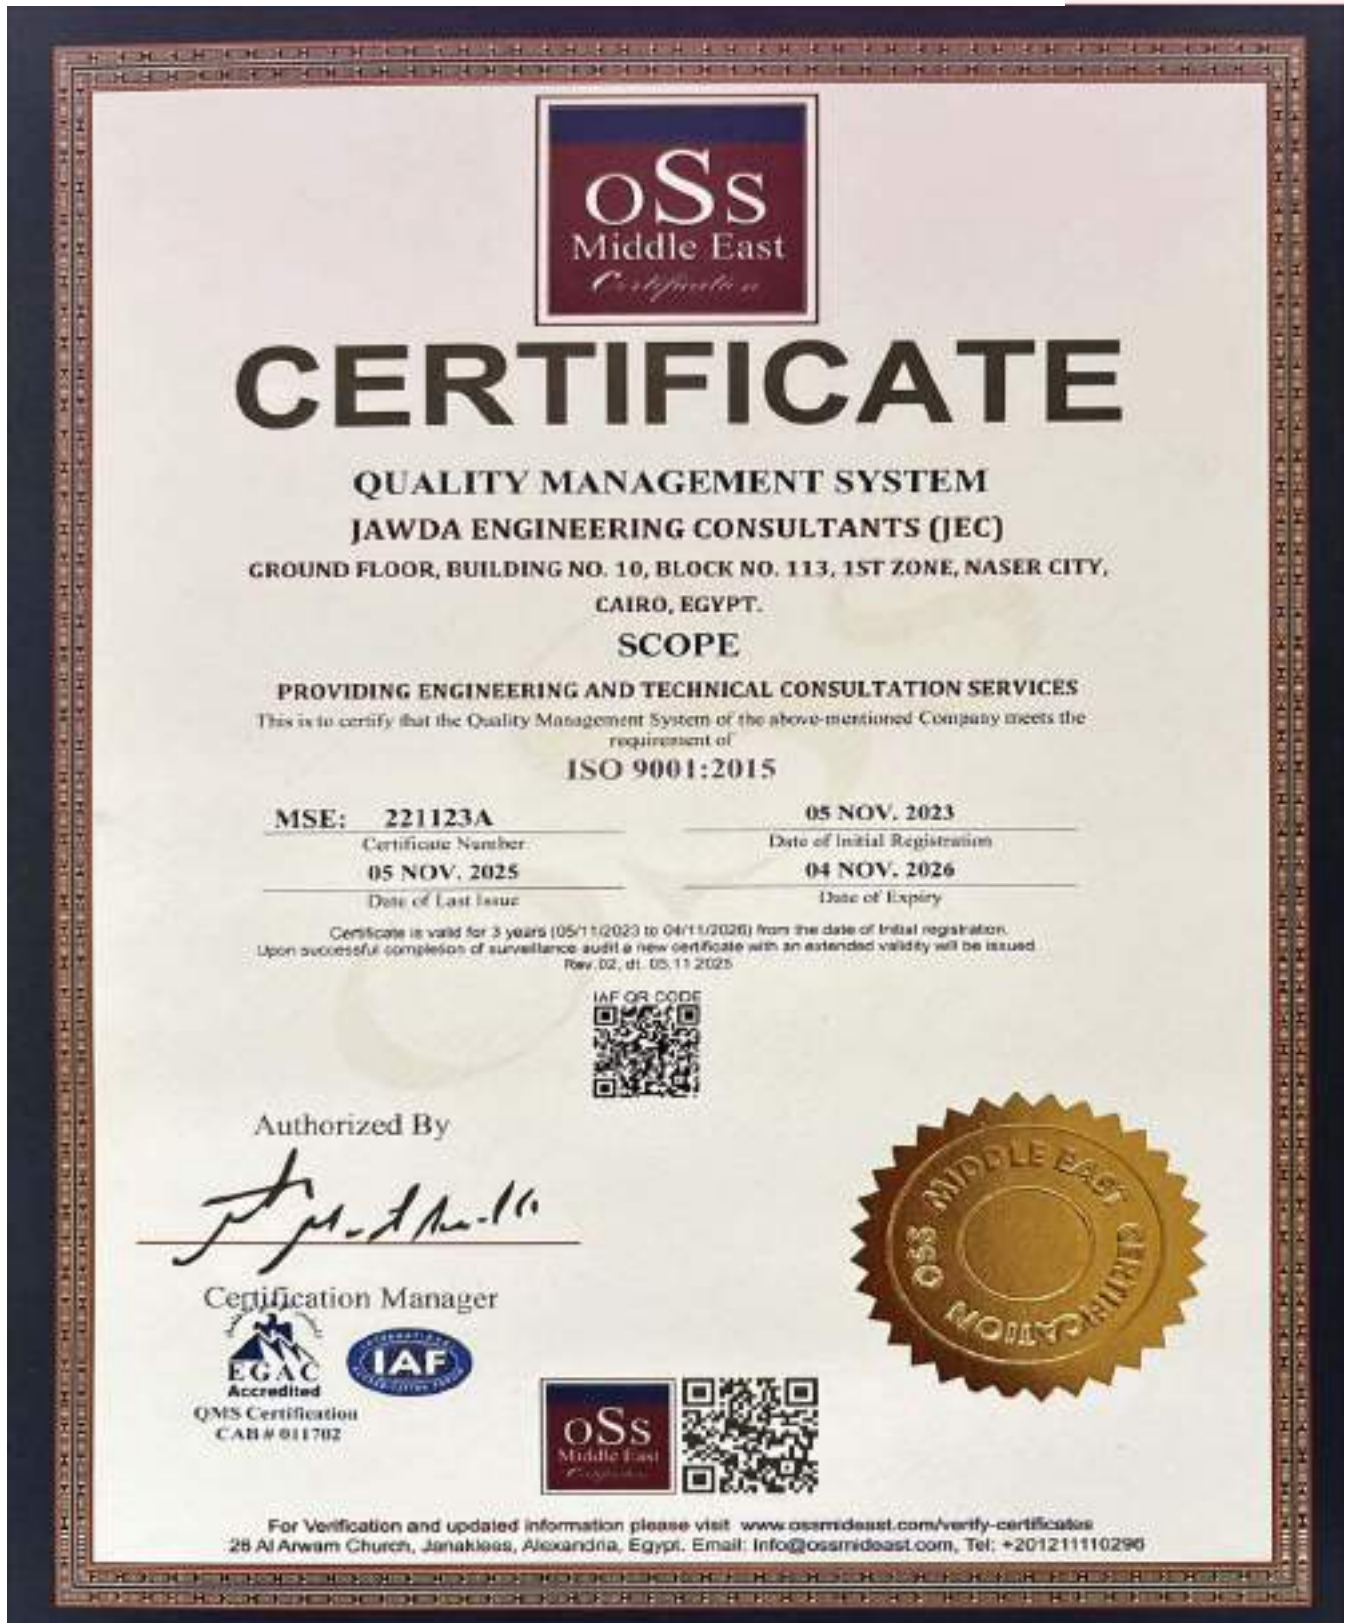 oSs
Middle East
Certification
CERTIFICATE
QUALITY MANAGEMENT SYSTEM
JAWDA ENGINEERING CONSULTANTS (JEC)
GROUND FLOOR, BUILDING NO. 10, BLOCK NO. 113, 1ST ZONE, NASER CITY,
CAIRO, EGYPT.
SCOPE
PROVIDING ENGINEERING AND TECHNICAL CONSULTATION SERVICES
This is to certify that the Quality Management System of the above-mentioned Company meets the
requirement of
ISO 9001:2015
MSE: 221123A
Certificate Number
05 NOV. 2023
Date of Initial Registration
05 NOV. 2025
Date of Last Issue
04 NOV. 2026
Date of Expiry
Certificate is valid for 3 years (05/11/2023 to 04/11/2026) from the date of Initial registration.
Upon successful completion of surveillance audit a new certificate with an extended validity will be issued
Rev.02, dt. 05.11.2025
IAF QR CODE
Authorized By
Certification Manager
EGAC
Accredited
QMS Certification
CAB # 011702
INTERNATIONAL
IAF
ACCREDITATION FORUM
OSS MIDDLE EAST
CERTIFICATION
oSs
Middle East
Certification
For Verification and updated information please visit www.ossmideast.com/verify-certificates
28 Al Arwam Church, Janaklees, Alexandria, Egypt. Email: Info@ossmideast.com, Tel: +201211110296